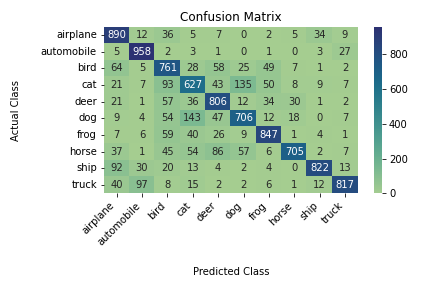 Confusion Matrix
airplane 890 12 36 5 7 0 2 5 34 9
automobile 5 958 2 3 1 0 1 0 3 27
bird 64 5 761 28 58 25 49 7 1 2
cat 21 7 93 627 43 135 50 8 9 7
deer 21 1 57 36 806 12 34 30 1 2
dog 9 4 54 143 47 706 12 18 0 7
frog 7 6 59 40 26 9 847 1 4 1
horse 37 1 45 54 86 57 6 705 2 7
ship 92 30 20 13 4 2 4 0 822 13
truck 40 97 8 15 2 2 6 1 12 817
airplane automobile bird cat deer dog frog horse ship truck
Predicted Class
Actual Class
800
600
400
200
0